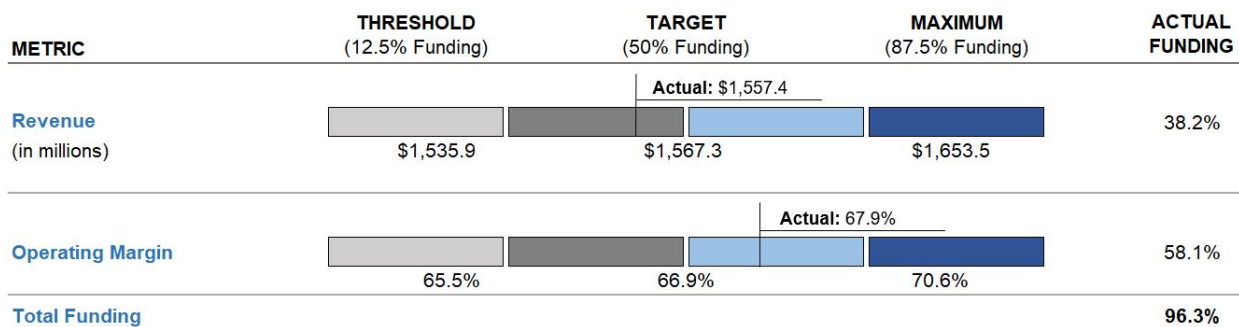 METRIC THRESHOLD (12.5% Funding) TARGET (50% Funding) MAXIMUM (87.5% Funding) ACTUAL FUNDING
Actual: $1,557.4
Revenue (in millions) 38.2%
$1,535.9 $1,567.3 $1,653.5
Actual: 67.9%
Operating Margin 58.1%
65.5% 66.9% 70.6%
Total Funding 96.3%